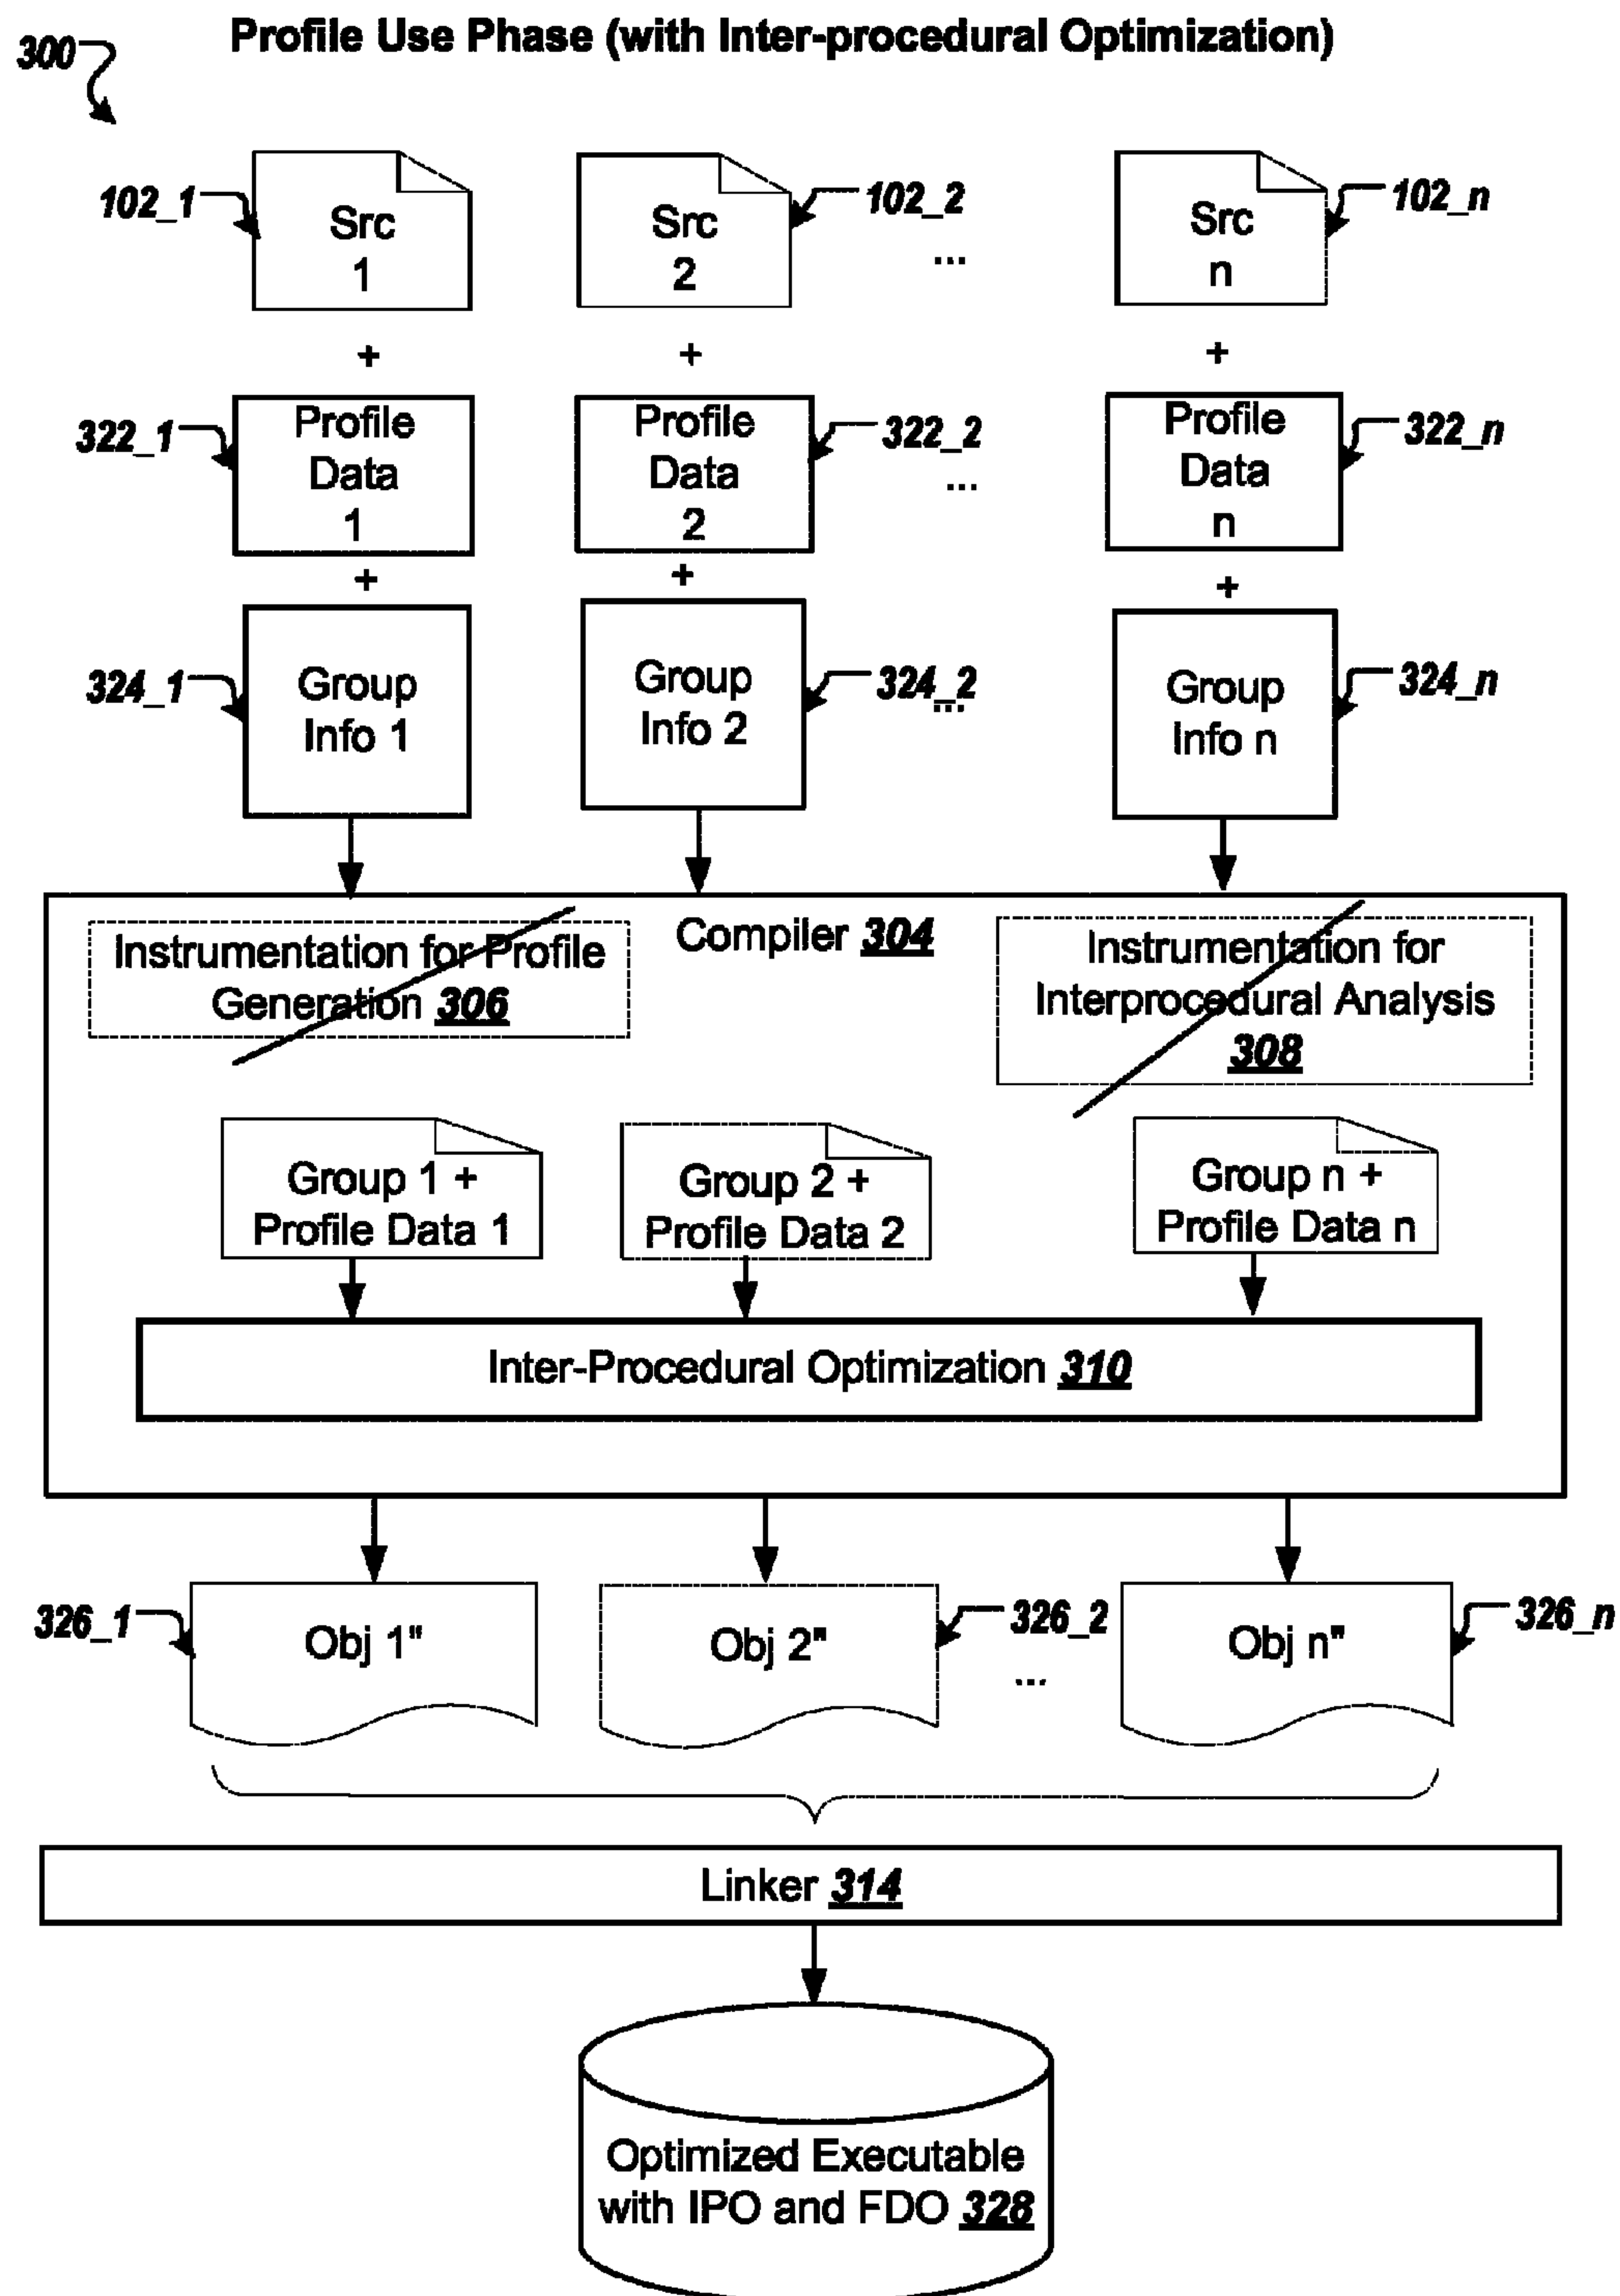 Profile Use Phase (with Inter-procedural Optimization)
300
102_1
Src
1
Src
2
102_2
...
Src
n
102_n
+
+
+
322_1
Profile
Data
1
Profile
Data
2
322_2
...
Profile
Data
n
322_n
+
+
+
324_1
Group
Info 1
Group
Info 2
324_2
...
Group
Info n
324_n
Instrumentation for Profile
Generation 306
Compiler 304
Instrumentation for
Interprocedural Analysis
308
Group 1 +
Profile Data 1
Group 2 +
Profile Data 2
Group n +
Profile Data n
Inter-Procedural Optimization 310
326_1
Obj 1"
Obj 2"
326_2
...
Obj n"
326_n
Linker 314
Optimized Executable
with IPO and FDO 328